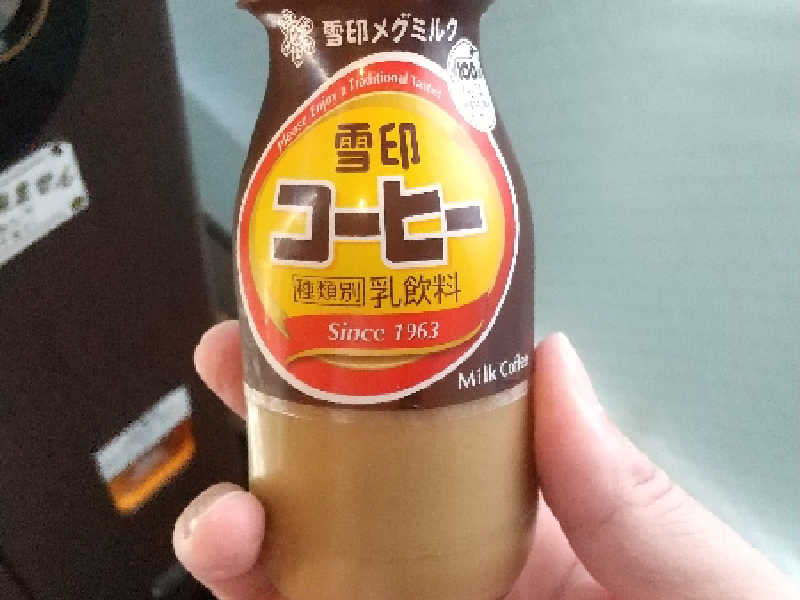 雪印メグミルク
Please Enjoy a Traditional Taste!
雪印
コーヒー
種類別 乳飲料
Since 1963
Milk Coffee